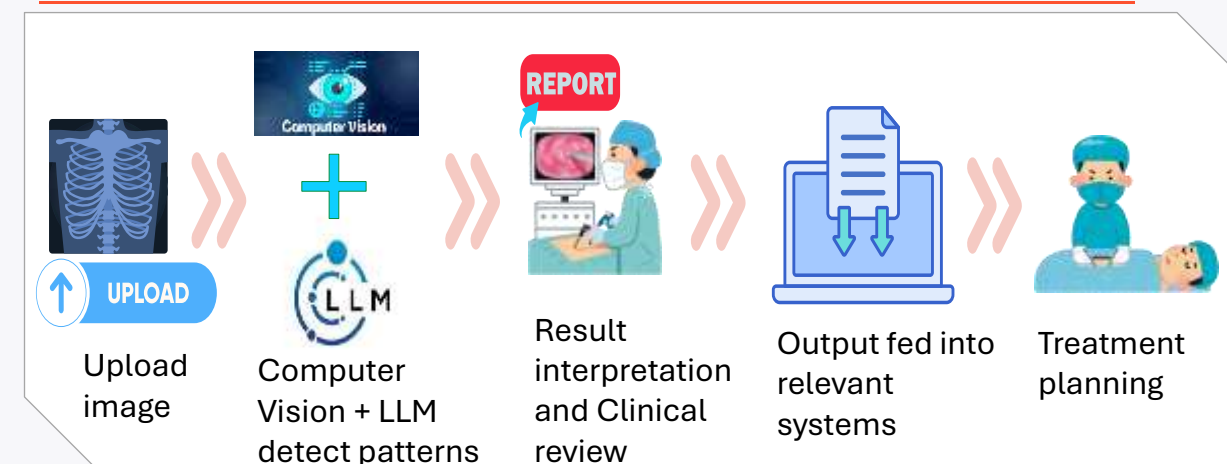 UPLOAD
Upload
image
Computer Vision
LLM
Computer
Vision + LLM
detect patterns
REPORT
Result
interpretation
and Clinical
review
Output fed into
relevant
systems
Treatment
planning